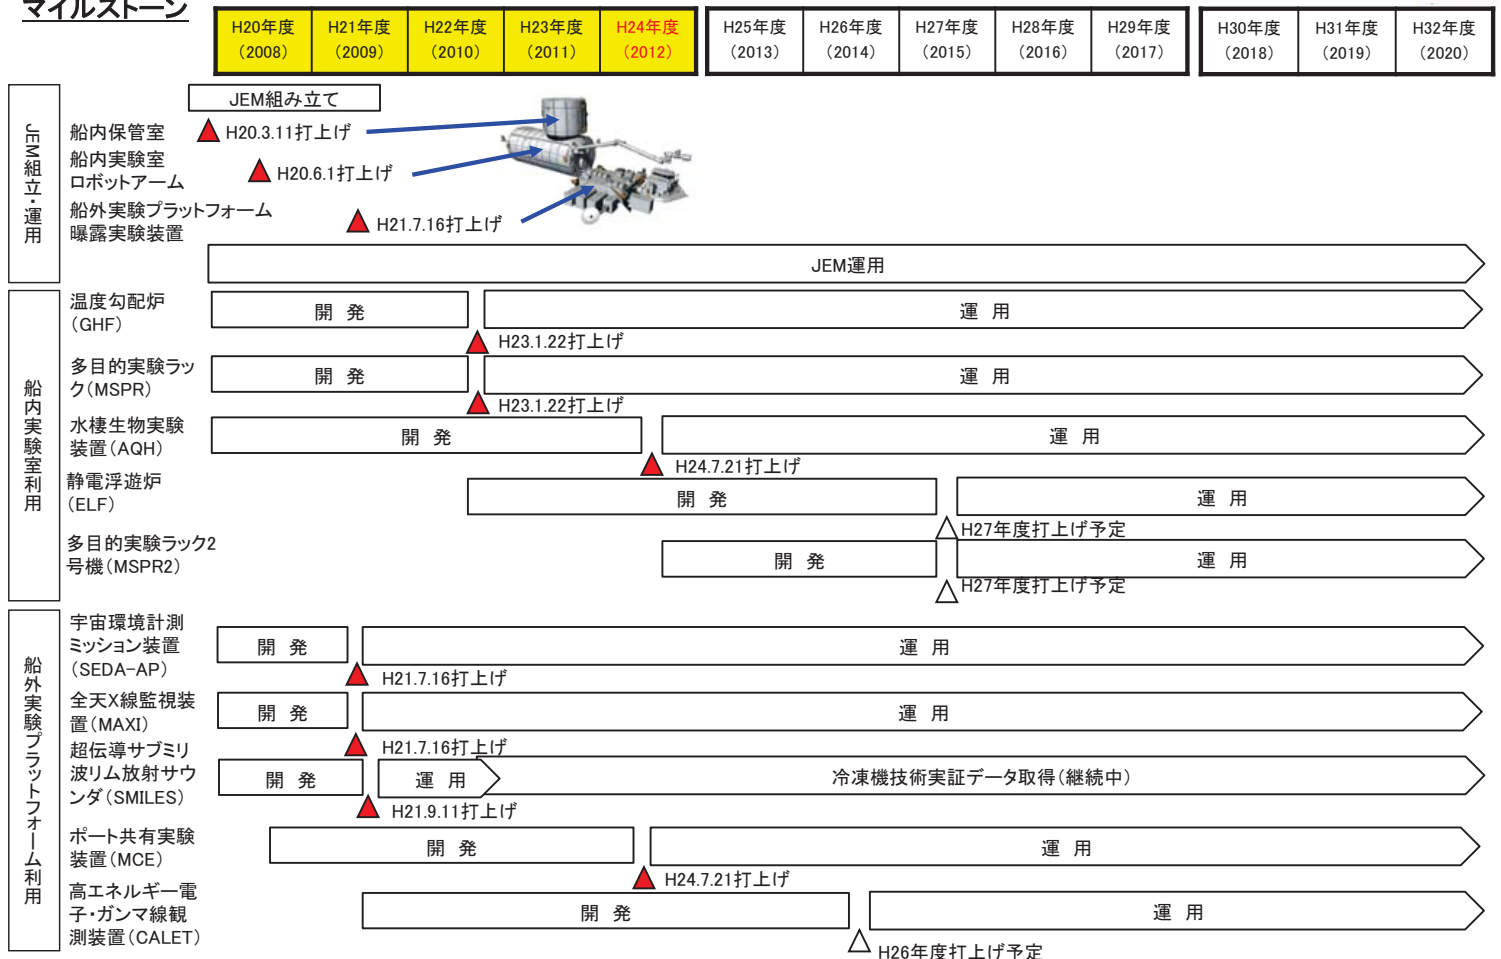 マイルストーン
H20年度 H21年度 H22年度 H23年度 H24年度 H25年度 H26年度 H27年度 H28年度 H29年度 H30年度 H31年度 H32年度
(2008) (2009) (2010) (2011) (2012) (2013) (2014) (2015) (2016) (2017) (2018) (2019) (2020)
JEM組立・運用
JEM組み立て
船内保管室
H20.3.11打上げ
船内実験室
ロボットアーム
H20.6.1打上げ
船外実験プラットフォーム
曝露実験装置
H21.7.16打上げ
JEM運用
船内実験室利用
温度勾配炉
(GHF)
開 発
運 用
H23.1.22打上げ
多目的実験ラッ
ク(MSPR)
開 発
運 用
H23.1.22打上げ
水棲生物実験
装置(AQH)
開 発
運 用
H24.7.21打上げ
静電浮遊炉
(ELF)
開 発
運 用
H27年度打上げ予定
多目的実験ラック2
号機(MSPR2)
開 発
運 用
H27年度打上げ予定
船外実験プラットフォーム利用
宇宙環境計測
ミッション装置
(SEDA-AP)
開 発
運 用
H21.7.16打上げ
全天X線監視装
置(MAXI)
開 発
運 用
H21.7.16打上げ
超伝導サブミリ
波リム放射サウ
ンダ(SMILES)
開 発
運 用
冷凍機技術実証データ取得(継続中)
H21.9.11打上げ
ポート共有実験
装置(MCE)
開 発
運 用
H24.7.21打上げ
高エネルギー電
子・ガンマ線観
測装置(CALET)
開 発
運 用
H26年度打上げ予定